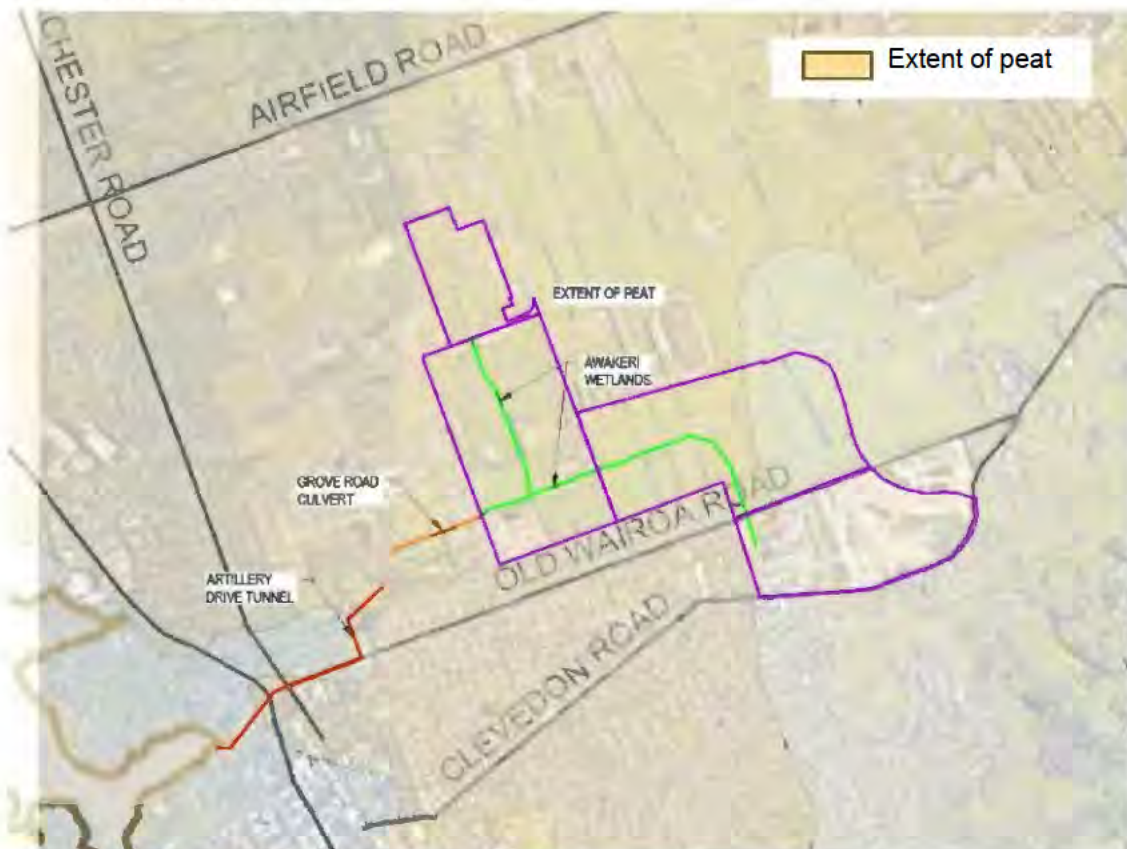 CHESTER ROAD
AIRFIELD ROAD
Extent of peat
EXTENT OF PEAT
AWAKERI
WETLANDS
GROVE ROAD
CULVERT
OLD WAIROA ROAD
ARTILLERY
DRIVE TUNNEL
CLEVEDON ROAD